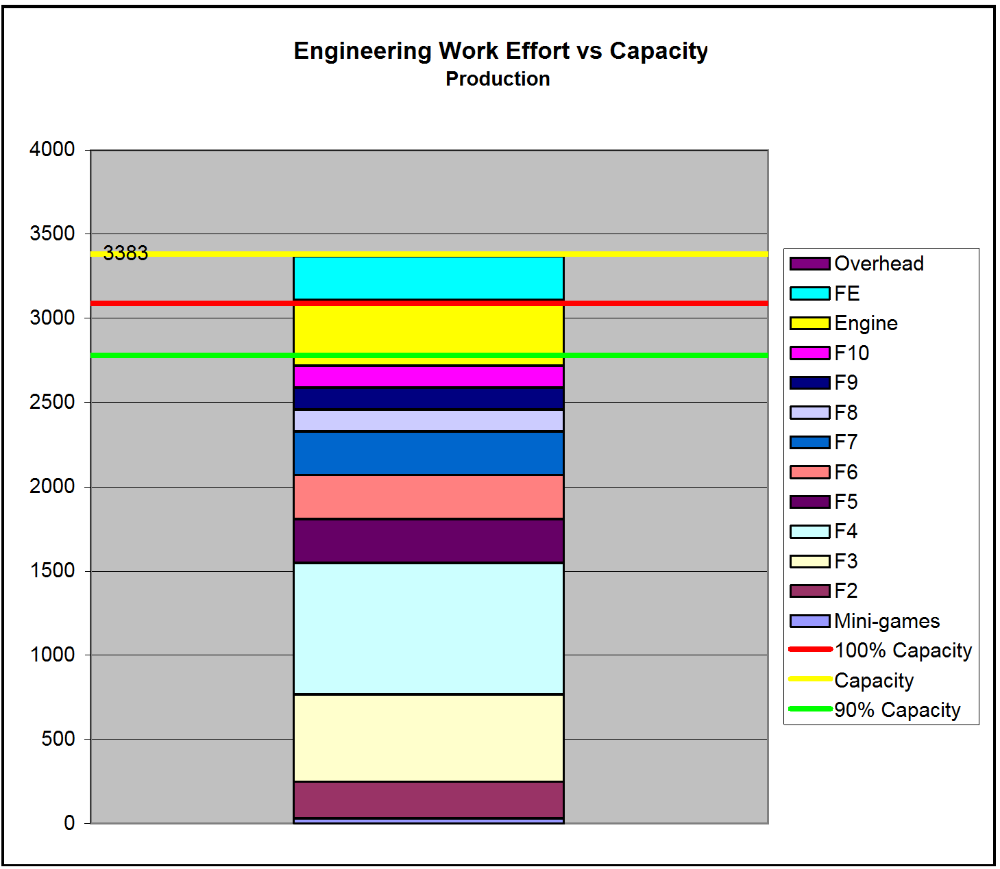 Engineering Work Effort vs Capacity
Production
4000
3500
3383
3000
2500
2000
1500
1000
500
0
Overhead
FE
Engine
F10
F9
F8
F7
F6
F5
F4
F3
F2
Mini-games
100% Capacity
Capacity
90% Capacity